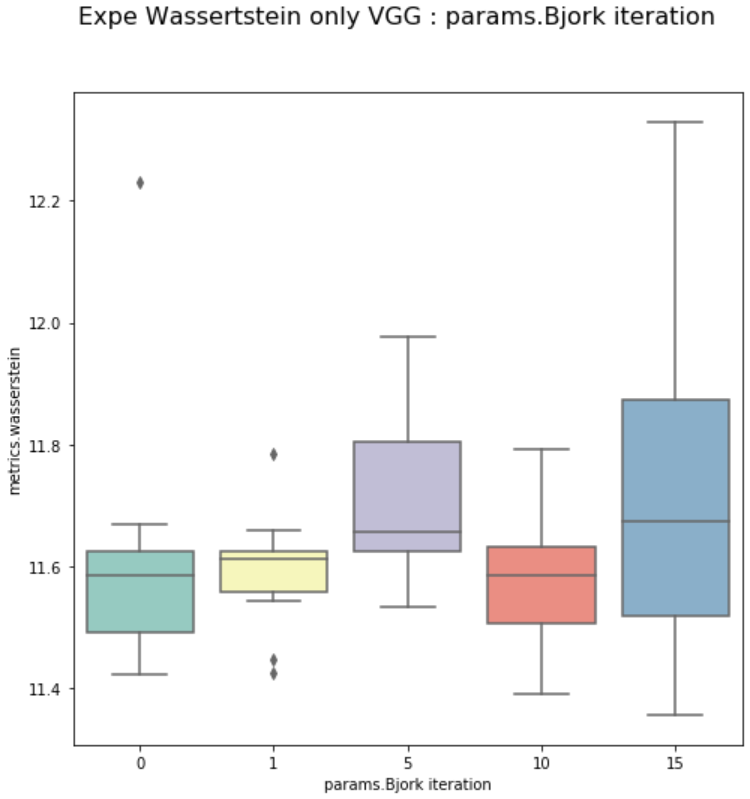 Expe Wassertstein only VGG : params.Bjork iteration
metrics.wasserstein
12.2
12.0
11.8
11.6
11.4
0 1 5 10 15
params.Bjork iteration